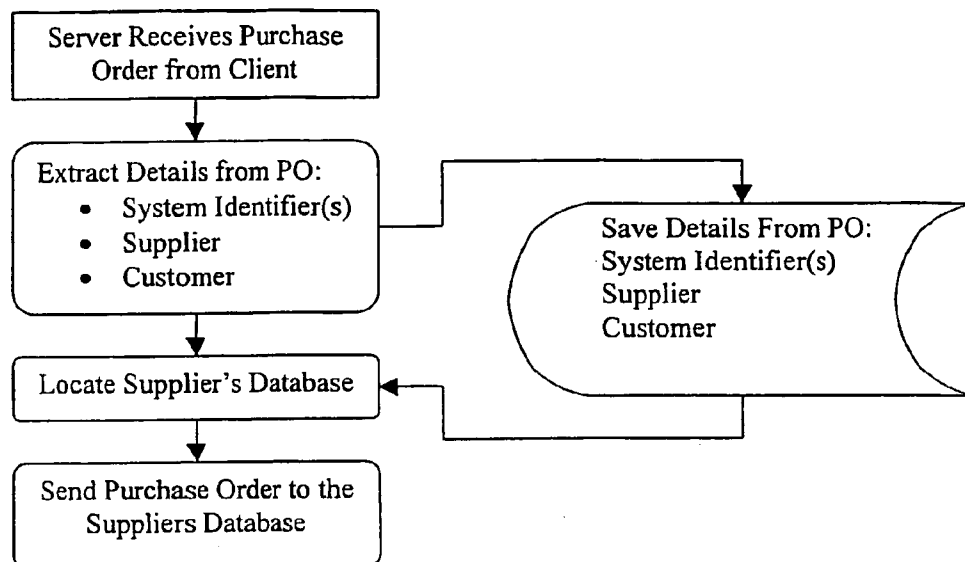 Server Receives Purchase
Order from Client
Extract Details from PO:
• System Identifier(s)
• Supplier
• Customer
Save Details From PO:
System Identifier(s)
Supplier
Customer
Locate Supplier's Database
Send Purchase Order to the
Suppliers Database